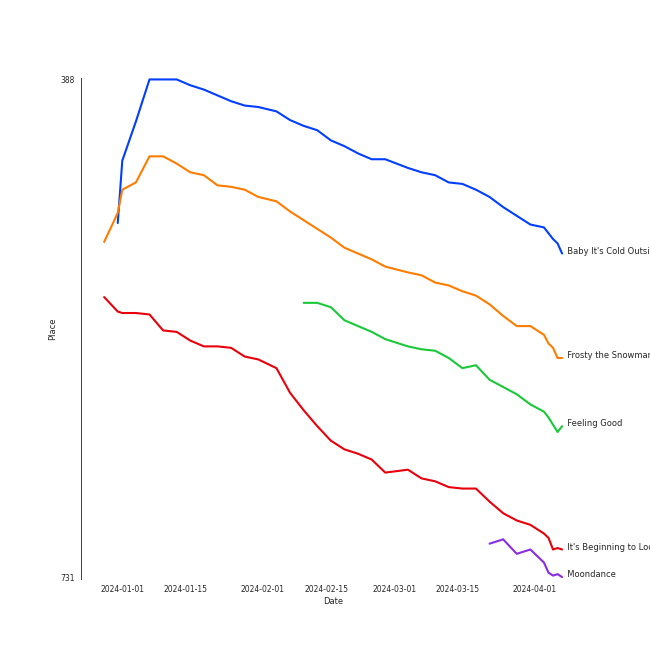 388
Baby It's Cold Outsi
Frosty the Snowman
Place
Feeling Good
It's Beginning to Loo
Moondance
731
2024-01-01 2024-01-15 2024-02-01 2024-02-15 2024-03-01 2024-03-15 2024-04-01
Date